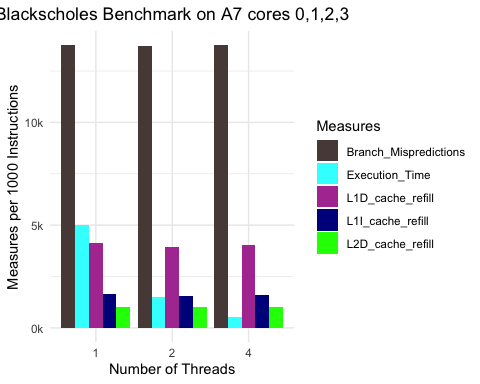 Blackscholes Benchmark on A7 cores 0,1,2,3
Measures per 1000 Instructions
10k
5k
0k
1
2
4
Number of Threads
Measures
Branch_Mispredictions
Execution_Time
L1D_cache_refill
L1I_cache_refill
L2D_cache_refill